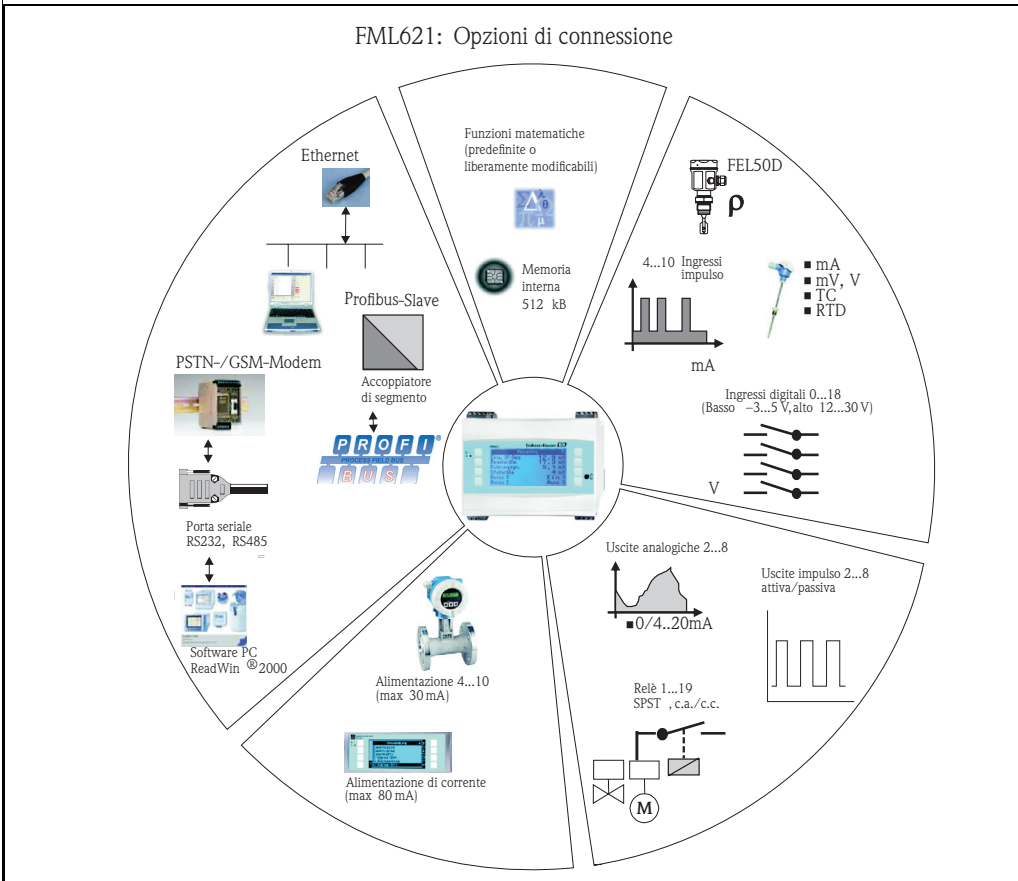 FML621: Opzioni di connessione
Funzioni matematiche
(predefinite o
liberamente modificabili)
Memoria
interna
512 kB
Ethernet
Profibus-Slave
Accoppiatore
di segmento
PROFI®
PROCESS FIELD BUS
BUS
PSTN-/GSM-Modem
Porta seriale
RS232, RS485
Software PC
ReadWin ®2000
FEL50D
ρ
4...10 Ingressi
impulso
mA
■ mA
■ mV, V
■ TC
■ RTD
Ingressi digitali 0...18
(Basso –3...5 V, alto 12...30 V)
V
Endress+Hauser
Uscite analogiche 2...8
■0/4..20mA
Uscite impulso 2...8
attiva/passiva
Relè 1...19
SPST , c.a./c.c.
M
Alimentazione 4...10
(max 30 mA)
Alimentazione di corrente
(max 80 mA)